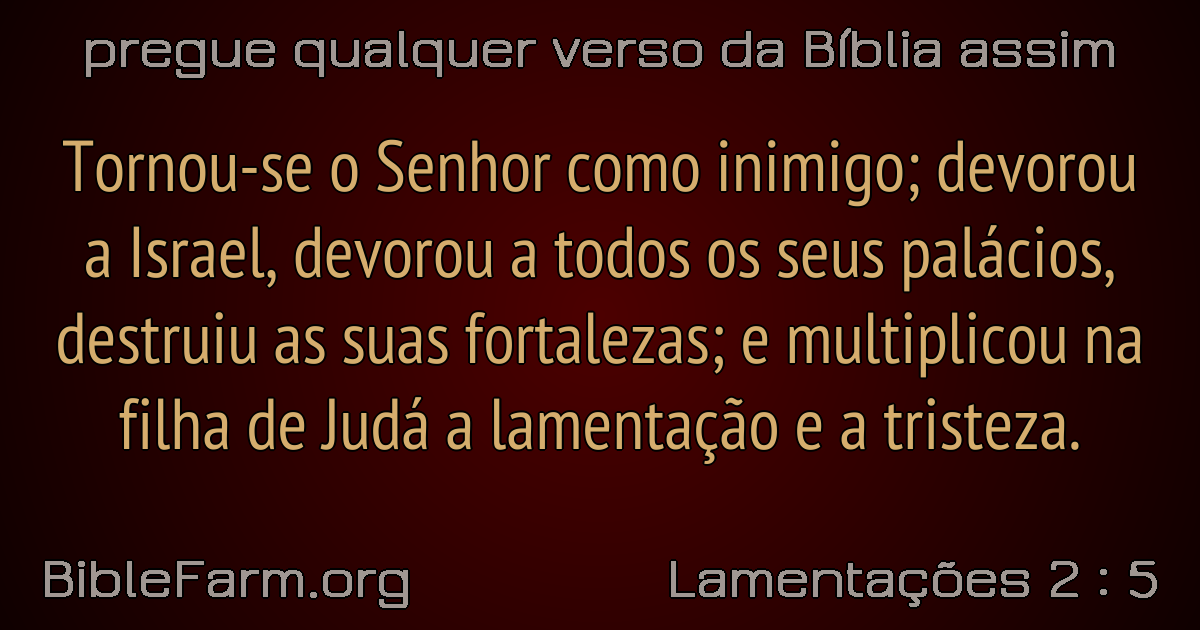 pregue qualquer verso da Bíblia assim
Tornou-se o Senhor como inimigo; devorou
a Israel, devorou a todos os seus palácios,
destruiu as suas fortalezas; e multiplicou na
filha de Judá a lamentação e a tristeza.
BibleFarm.org
Lamentações 2 : 5